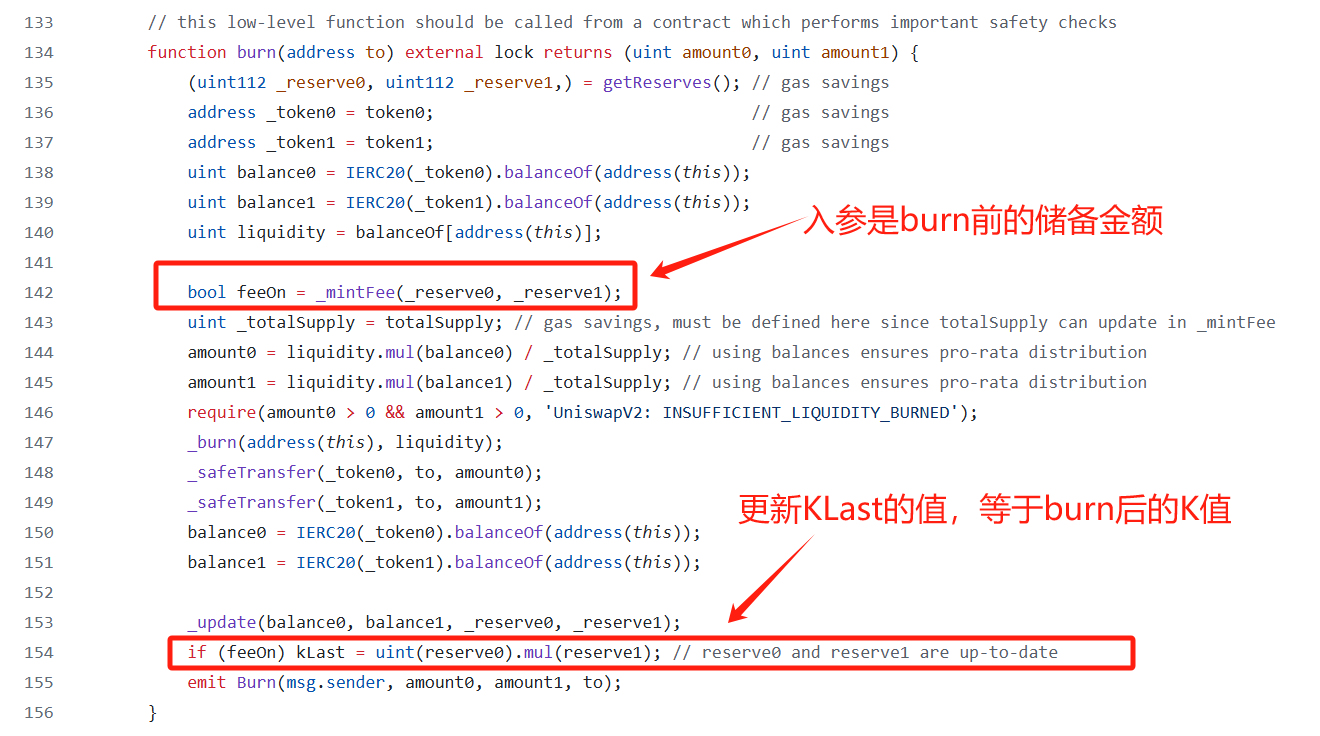 133 // this low-level function should be called from a contract which performs important safety checks
134 function burn(address to) external lock returns (uint amount0, uint amount1) {
135 (uint112 _reserve0, uint112 _reserve1,) = getReserves(); // gas savings
136 address _token0 = token0; // gas savings
137 address _token1 = token1; // gas savings
138 uint balance0 = IERC20(_token0).balanceOf(address(this));
139 uint balance1 = IERC20(_token1).balanceOf(address(this));
入参是burn前的储备金额
140 uint liquidity = balanceOf[address(this)];
141
142 bool feeOn = _mintFee(_reserve0, _reserve1);
143 uint _totalSupply = totalSupply; // gas savings, must be defined here since totalSupply can update in _mintFee
144 amount0 = liquidity.mul(balance0) / _totalSupply; // using balances ensures pro-rata distribution
145 amount1 = liquidity.mul(balance1) / _totalSupply; // using balances ensures pro-rata distribution
146 require(amount0 > 0 && amount1 > 0, 'UniswapV2: INSUFFICIENT_LIQUIDITY_BURNED');
147 _burn(address(this), liquidity);
148 _safeTransfer(_token0, to, amount0);
149 _safeTransfer(_token1, to, amount1);
更新KLast的值，等于burn后的K值
150 balance0 = IERC20(_token0).balanceOf(address(this));
151 balance1 = IERC20(_token1).balanceOf(address(this));
152
153 _update(balance0, balance1, _reserve0, _reserve1);
154 if (feeOn) kLast = uint(reserve0).mul(reserve1); // reserve0 and reserve1 are up-to-date
155 emit Burn(msg.sender, amount0, amount1, to);
156 }